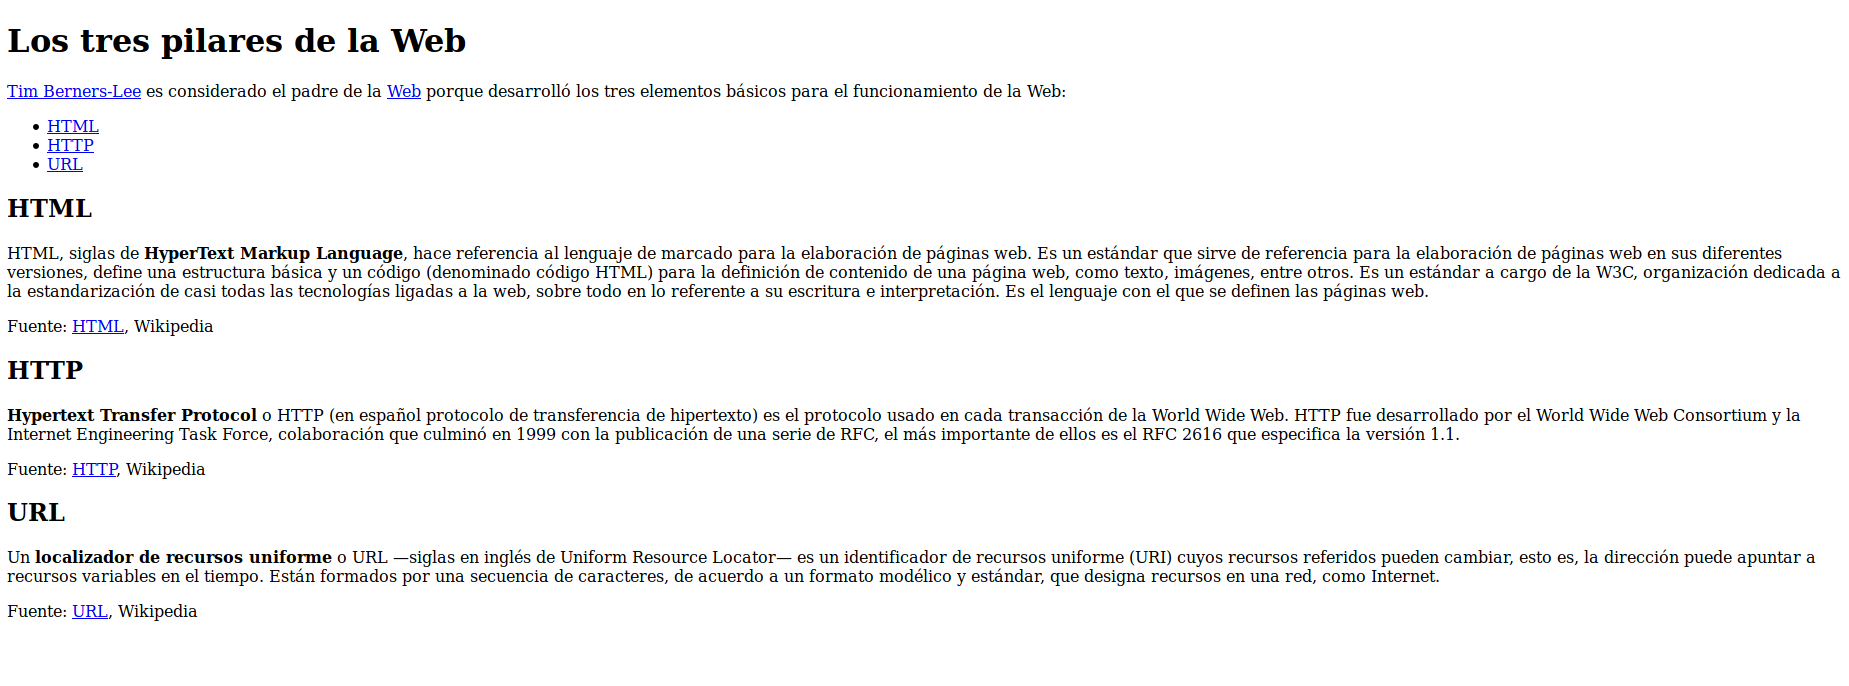 Los tres pilares de la Web
Tim Berners-Lee es considerado el padre de la Web porque desarrolló los tres elementos básicos para el funcionamiento de la Web:
• HTML
• HTTP
• URL
HTML
HTML, siglas de HyperText Markup Language, hace referencia al lenguaje de marcado para la elaboración de páginas web. Es un estándar que sirve de referencia para la elaboración de páginas web en sus diferentes
versiones, define una estructura básica y un código (denominado código HTML) para la definición de contenido de una página web, como texto, imágenes, entre otros. Es un estándar a cargo de la W3C, organización dedicada a
la estandarización de casi todas las tecnologías ligadas a la web, sobre todo en lo referente a su escritura e interpretación. Es el lenguaje con el que se definen las páginas web.
Fuente: HTML, Wikipedia
HTTP
Hypertext Transfer Protocol o HTTP (en español protocolo de transferencia de hipertexto) es el protocolo usado en cada transacción de la World Wide Web. HTTP fue desarrollado por el World Wide Web Consortium y la
Internet Engineering Task Force, colaboración que culminó en 1999 con la publicación de una serie de RFC, el más importante de ellos es el RFC 2616 que especifica la versión 1.1.
Fuente: HTTP, Wikipedia
URL
Un localizador de recursos uniforme o URL —siglas en inglés de Uniform Resource Locator— es un identificador de recursos uniforme (URI) cuyos recursos referidos pueden cambiar, esto es, la dirección puede apuntar a
recursos variables en el tiempo. Están formados por una secuencia de caracteres, de acuerdo a un formato modélico y estándar, que designa recursos en una red, como Internet.
Fuente: URL, Wikipedia